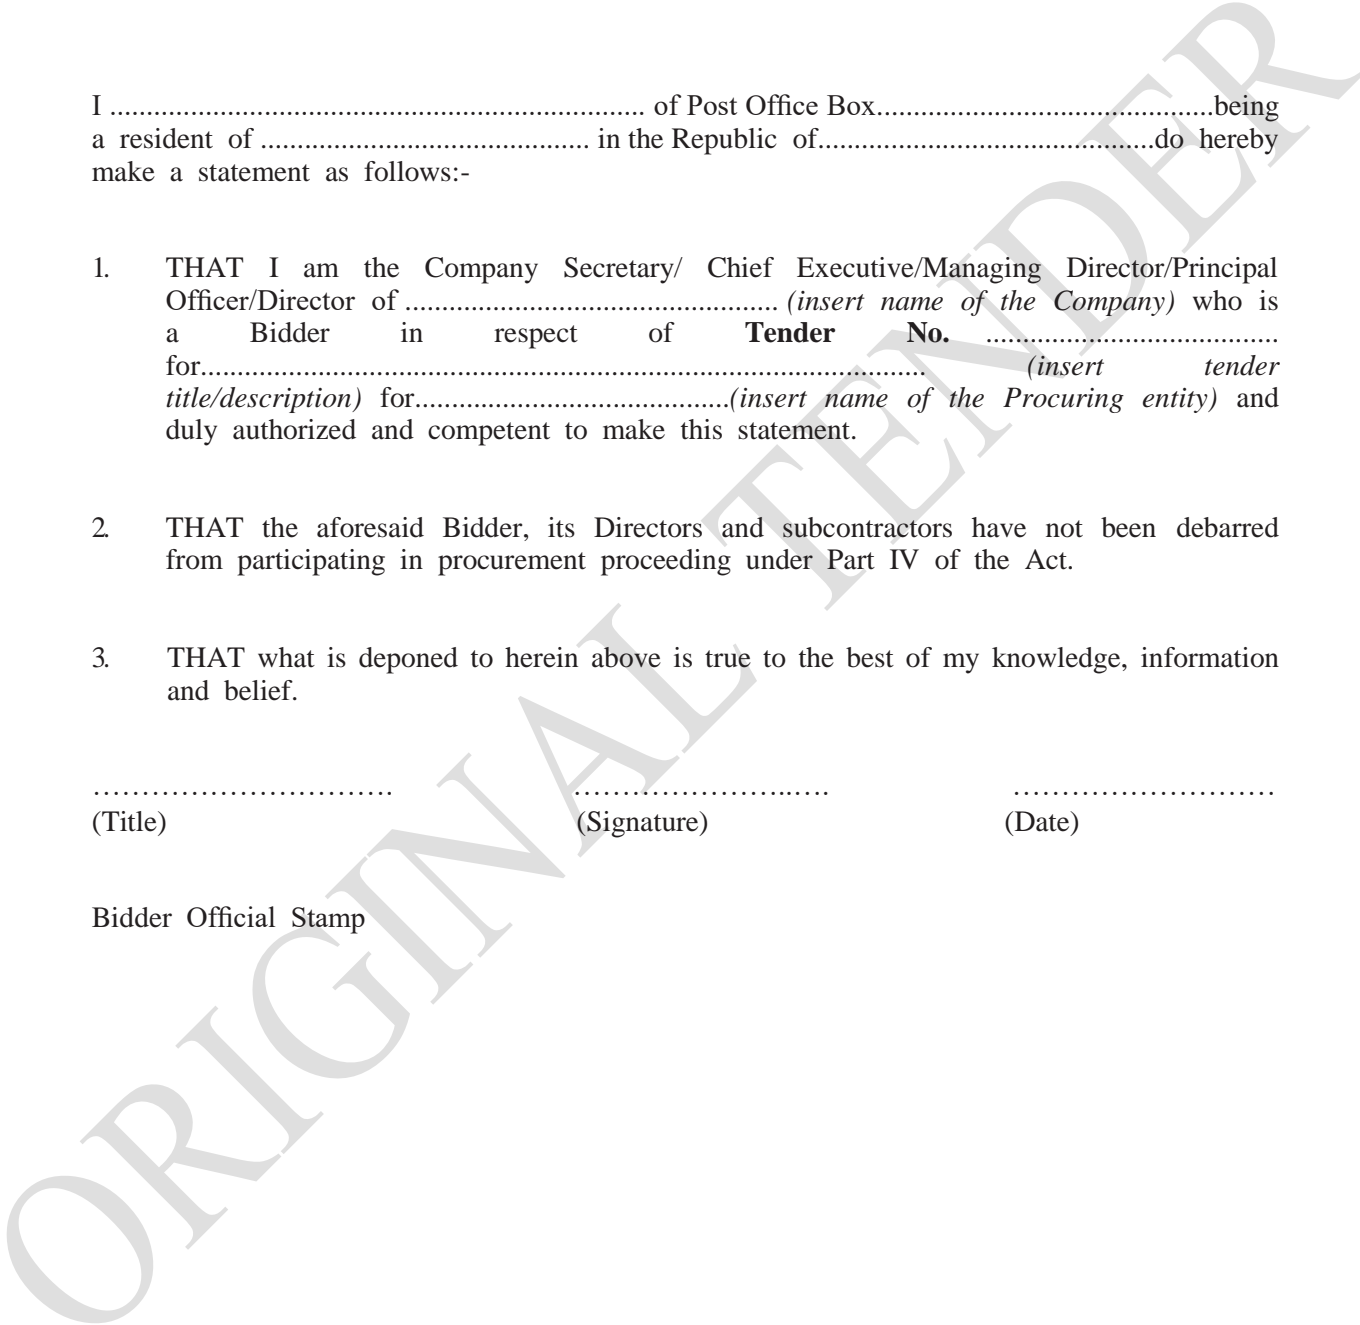 I ......................................................................... of Post Office Box..............................................being
a resident of ............................................. in the Republic of..............................................do hereby
make a statement as follows:-
1. THAT I am the Company Secretary/ Chief Executive/Managing Director/Principal
Officer/Director of ................................................... (insert name of the Company) who is
a Bidder in respect of Tender No. ........................................
for................................................................................................... (insert tender
title/description) for...........................................(insert name of the Procuring entity) and
duly authorized and competent to make this statement.
2. THAT the aforesaid Bidder, its Directors and subcontractors have not been debarred
from participating in procurement proceeding under Part IV of the Act.
3. THAT what is deponed to herein above is true to the best of my knowledge, information
and belief.
…………………………. …………………..…. ………………………
(Title) (Signature) (Date)
Bidder Official Stamp
ORIGINAL TENDER